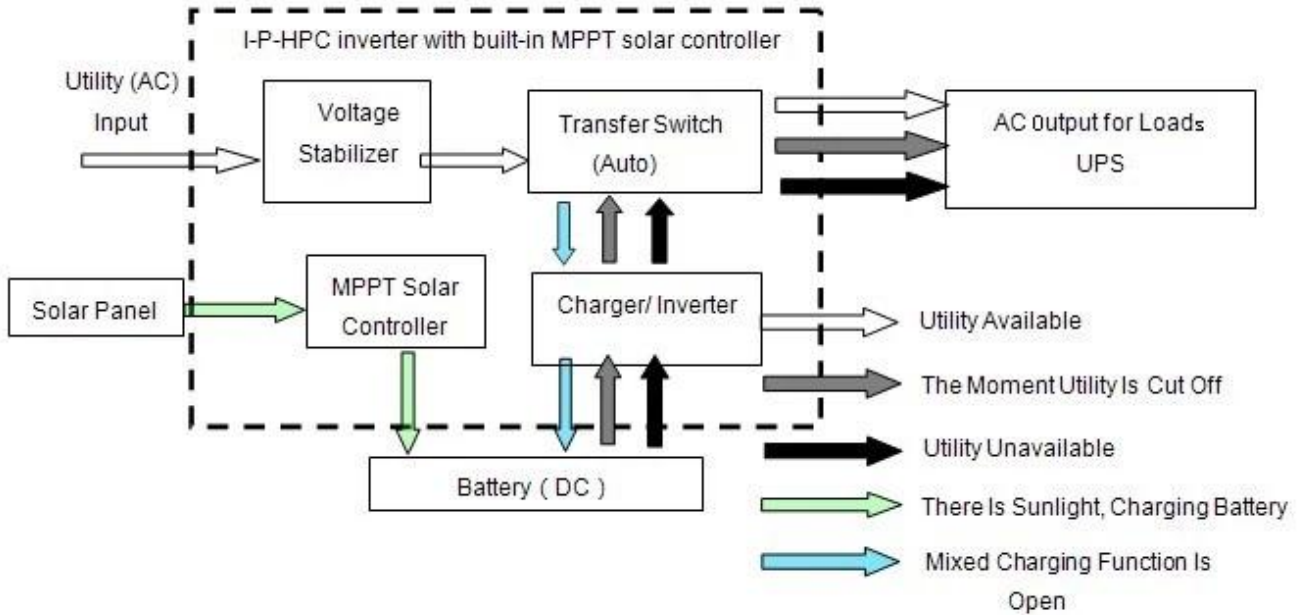 I-P-HPC inverter with built-in MPPT solar controller
Utility (AC)
Input
Voltage
Stabilizer
Transfer Switch
(Auto)
AC output for Loads
UPS
Solar Panel
MPPT Solar
Controller
Charger/ Inverter
Battery ( DC )
Utility Available
The Moment Utility Is Cut Off
Utility Unavailable
There Is Sunlight, Charging Battery
Mixed Charging Function Is
Open